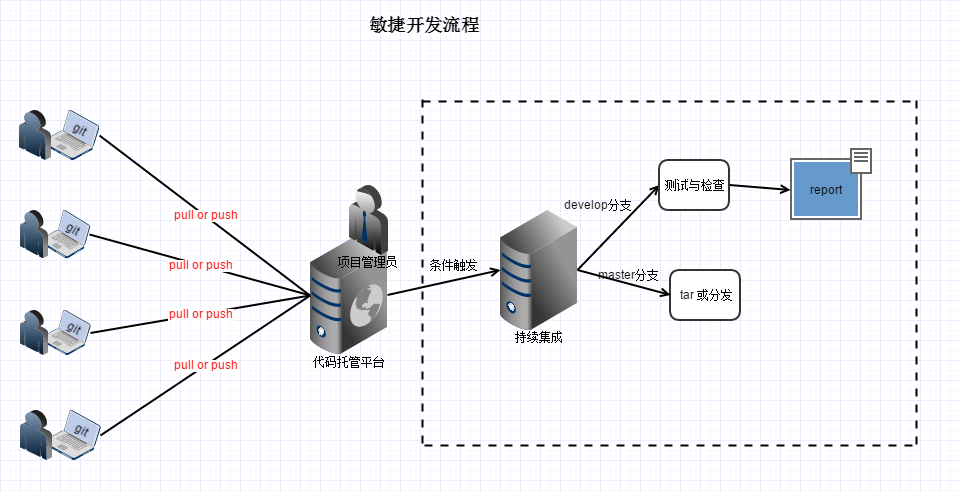 敏捷开发流程
git
pull or push
git
pull or push
git
pull or push
git
pull or push
项目管理员
代码托管平台
条件触发
持续集成
develop分支
测试与检查
report
master分支
tar 或分发